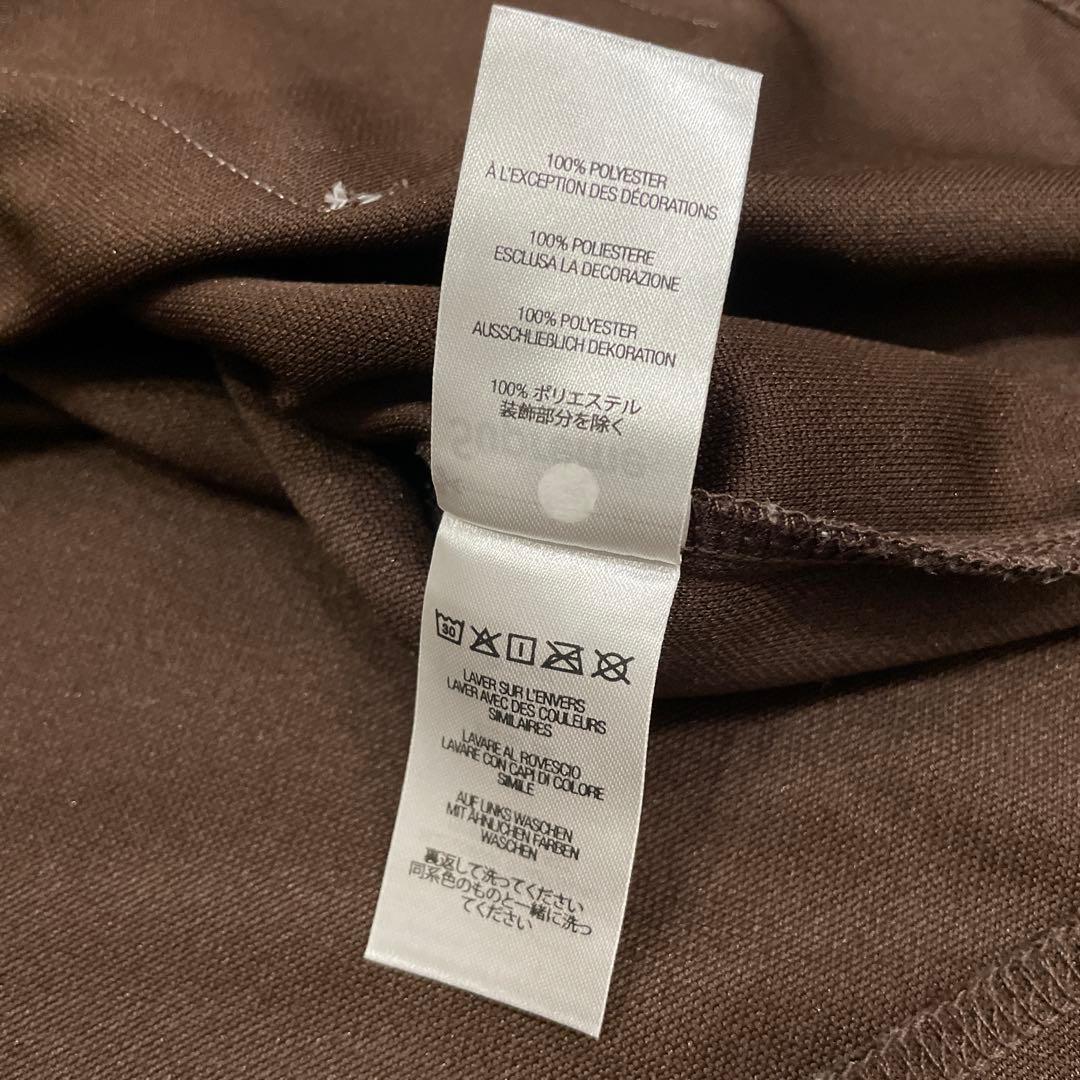 100% POLYESTER
À L'EXCEPTION DES DÉCORATIONS
100% POLIESTERE
ESCLUSA LA DECORAZIONE
100% POLYESTER
AUSSCHLIEßLICH DEKORATION
100% ポリエステル
装飾部分を除く
30
LAVER SUR L'ENVERS
LAVER AVEC DES COULEURS
SIMILAIRES
LAVARE AL ROVESCIO
LAVARE CON CAPI DI COLORE
SIMILE
AUF LINKS WASCHEN
MIT ÄHNLICHEN FARBEN
WASCHEN
裏返して洗ってください
同系色のものと一緒に洗っ
てください